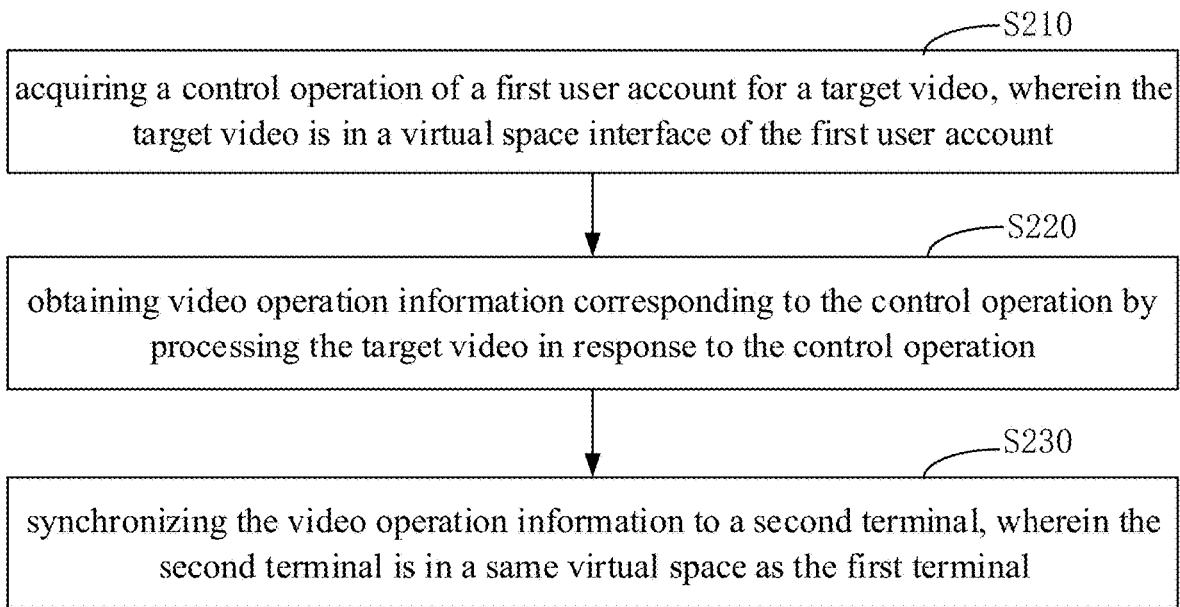 S210
acquiring a control operation of a first user account for a target video, wherein the
target video is in a virtual space interface of the first user account
S220
obtaining video operation information corresponding to the control operation by
processing the target video in response to the control operation
S230
synchronizing the video operation information to a second terminal, wherein the
second terminal is in a same virtual space as the first terminal